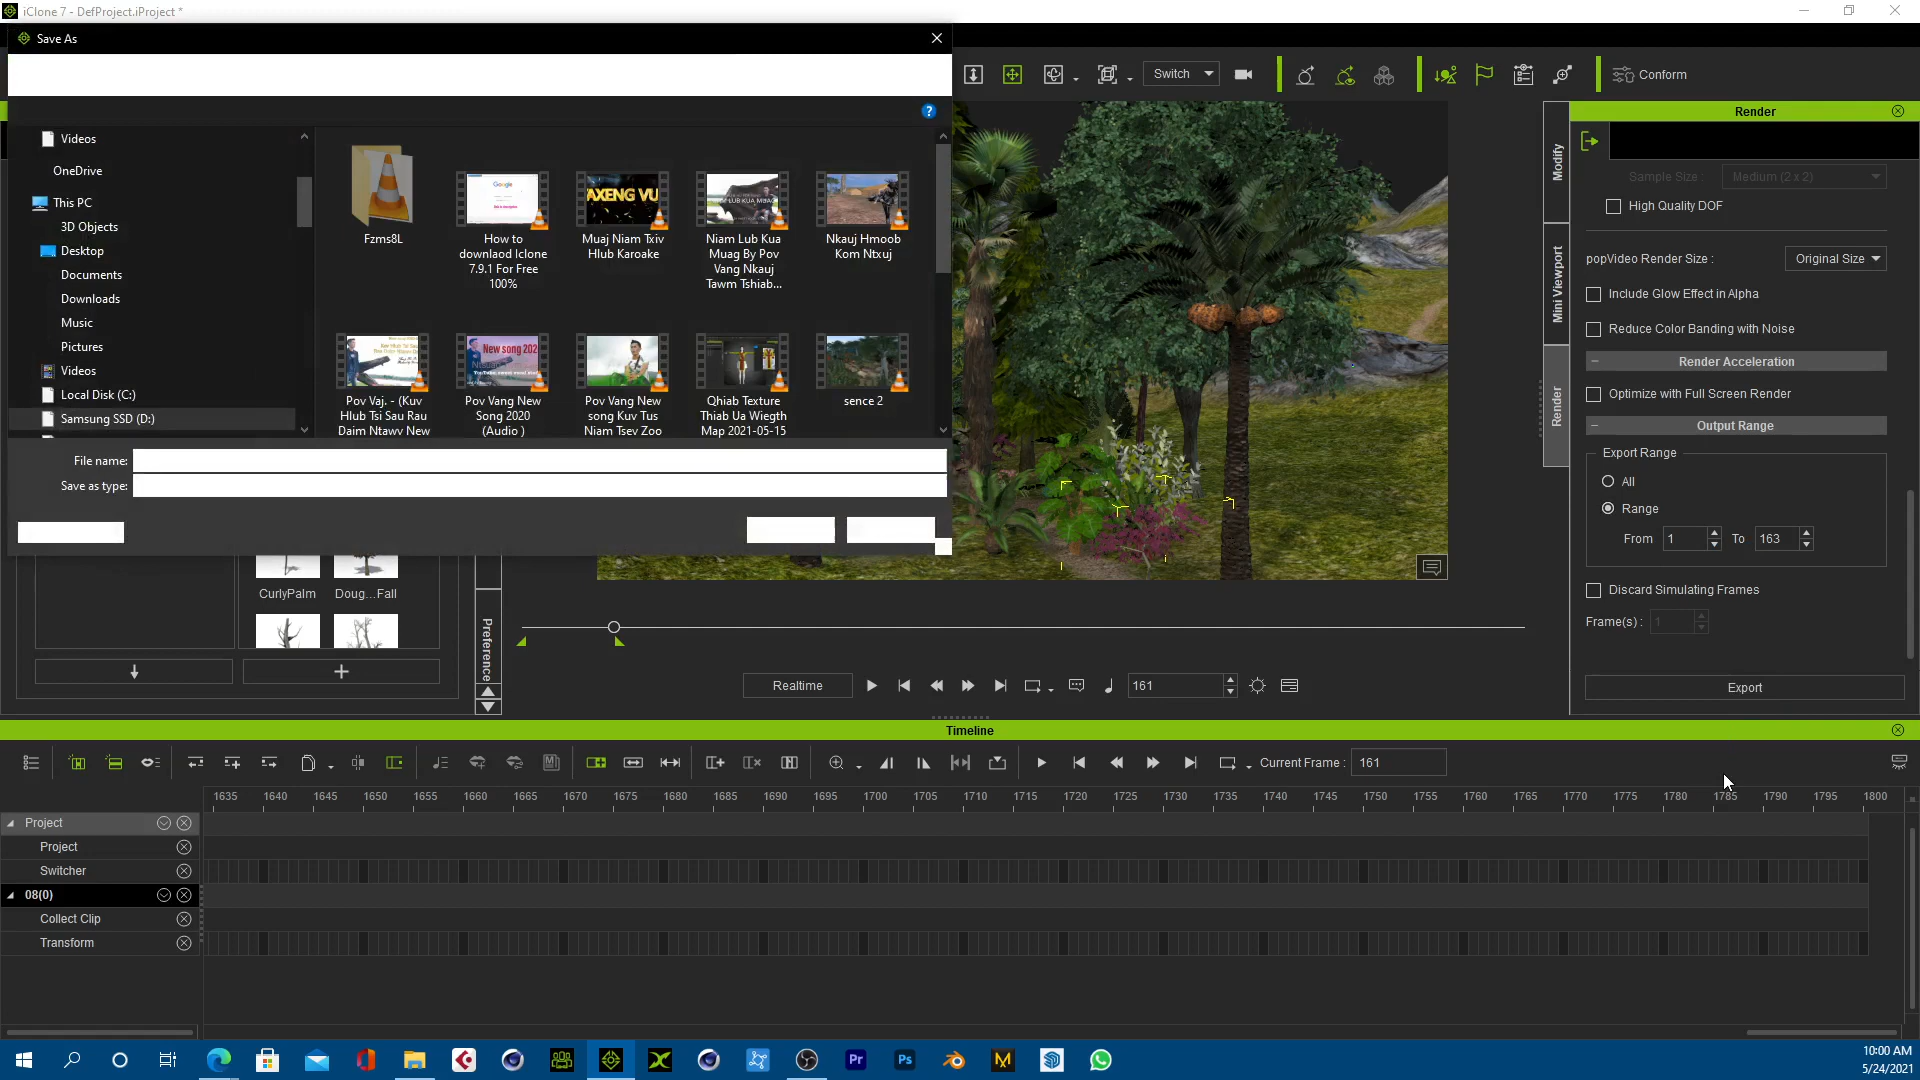 iClone 7 - DefProject.iProject *
Save As
Videos
OneDrive
This PC
3D Objects
Desktop
Documents
Downloads
Music
Pictures
Videos
Local Disk (C:)
Samsung SSD (D:)
Fzms8L
How to
downlaod Iclone
7.9.1 For Free
100%
Muaj Niam Txiv
Hlub Karoake
Niam Lub Kua
Muag By Pov
Vang Nkauj
Tawm Tshiab...
Nkauj Hmoob
Kom Ntxuj
Pov Vaj. - (Kuv
Hlub Tsi Sau Rau
Daim Ntawv New
Pov Vang New
Song 2020
(Audio )
Pov Vang New
song Kuv Tus
Niam Tsev Zoo
Qhiab Texture
Thiab Ua Wiegth
Map 2021-05-15
sence 2
File name:
Save as type:
CurlyPalm
Doug...Fall
Preference
Switch
Conform
Modify
Mini Viewport
Render
Render
Sample Size :
Medium (2 x 2)
High Quality DOF
popVideo Render Size :
Original Size
Include Glow Effect in Alpha
Reduce Color Banding with Noise
Render Acceleration
Optimize with Full Screen Render
Output Range
Export Range
All
Range
From 1 To 163
Discard Simulating Frames
Frame(s) : 1
Export
Realtime
161
Timeline
Current Frame : 161
1635 1640 1645 1650 1655 1660 1665 1670 1675 1680 1685 1690 1695 1700 1705 1710 1715 1720 1725 1730 1735 1740 1745 1750 1755 1760 1765 1770 1775 1780 1785 1790 1795 1800
Project
Project
Switcher
08(0)
Collect Clip
Transform
Pr
Ps
M
10:00 AM
5/24/2021